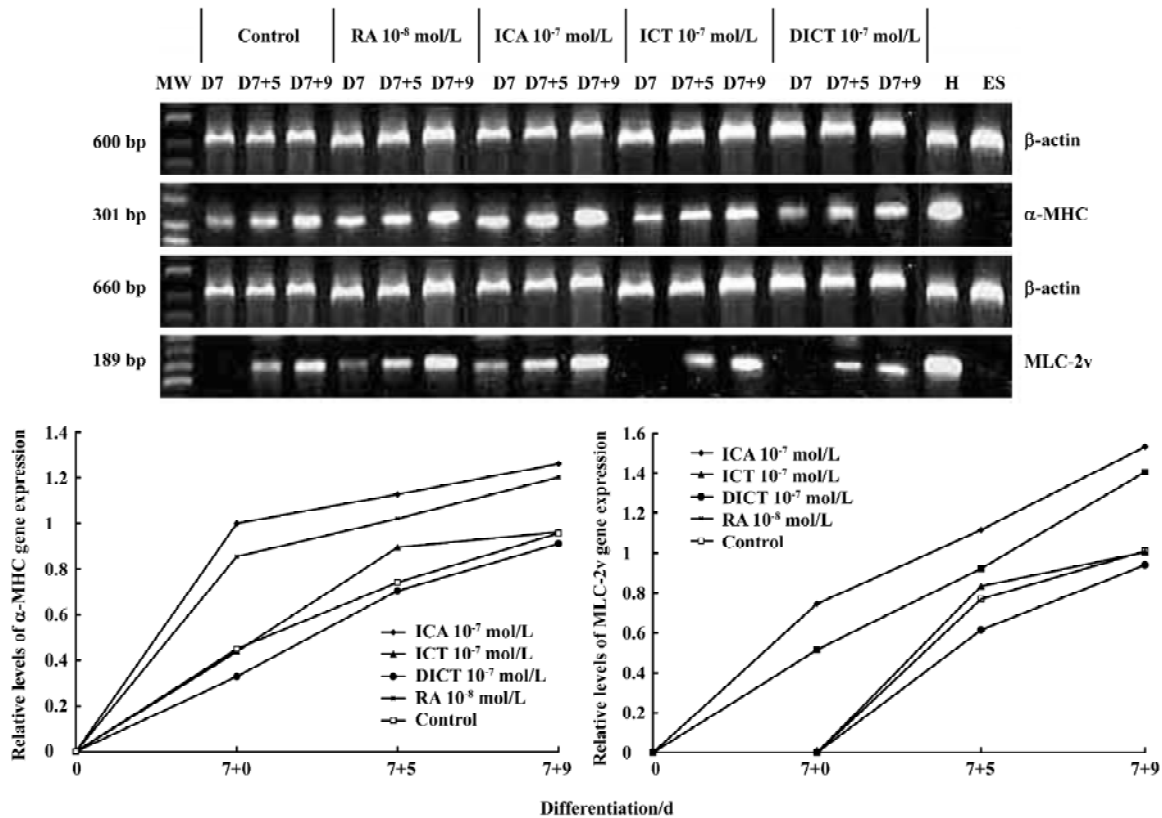 Control RA 10⁻⁸ mol/L ICA 10⁻⁷ mol/L ICT 10⁻⁷ mol/L DICT 10⁻⁷ mol/L
MW D7 D7+5 D7+9 D7 D7+5 D7+9 D7 D7+5 D7+9 D7 D7+5 D7+9 D7 D7+5 D7+9 H ES
600 bp β-actin
301 bp α-MHC
660 bp β-actin
189 bp MLC-2v
Relative levels of α-MHC gene expression
1.4
1.2
1
0.8
0.6
0.4
0.2
0
ICA 10⁻⁷ mol/L
ICT 10⁻⁷ mol/L
DICT 10⁻⁷ mol/L
RA 10⁻⁸ mol/L
Control
0 7+0 7+5 7+9
Relative levels of MLC-2v gene expression
1.6
1.4
1.2
1
0.8
0.6
0.4
0.2
0
ICA 10⁻⁷ mol/L
ICT 10⁻⁷ mol/L
DICT 10⁻⁷ mol/L
RA 10⁻⁸ mol/L
Control
0 7+0 7+5 7+9
Differentiation/d